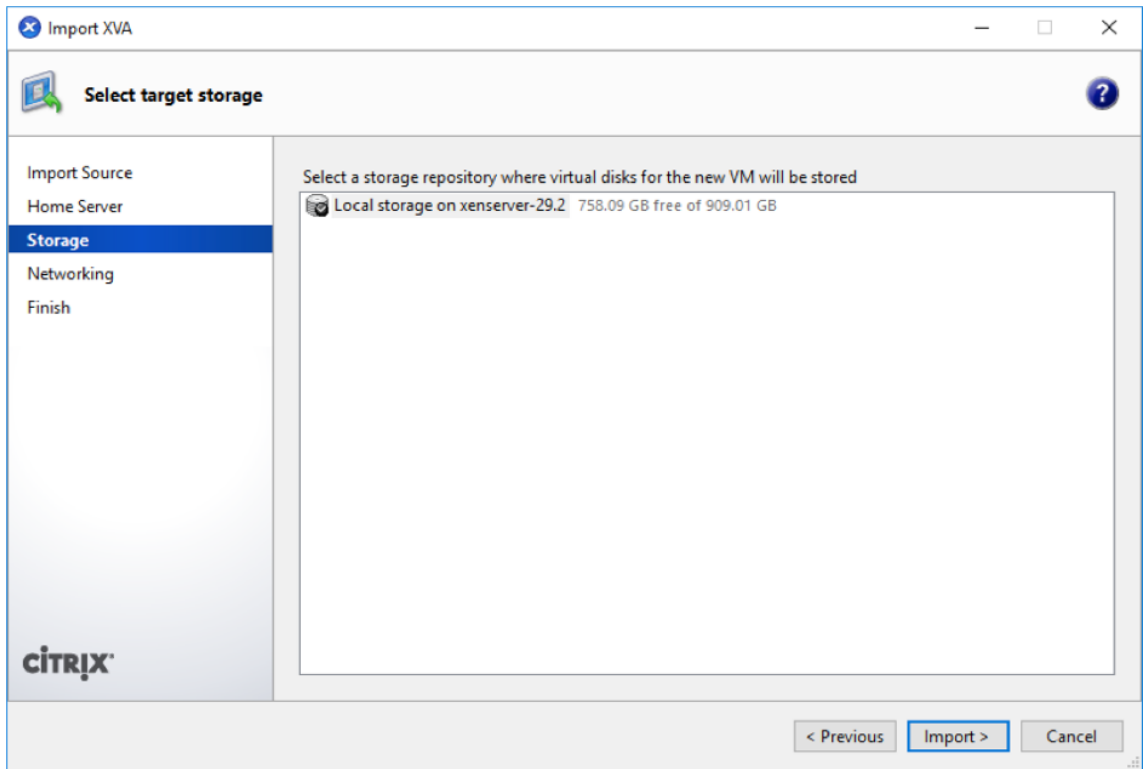 Import XVA
Select target storage
?
Import Source
Home Server
Storage
Networking
Finish
Select a storage repository where virtual disks for the new VM will be stored
Local storage on xenserver-29.2 758.09 GB free of 909.01 GB
CITRIX
< Previous
Import >
Cancel